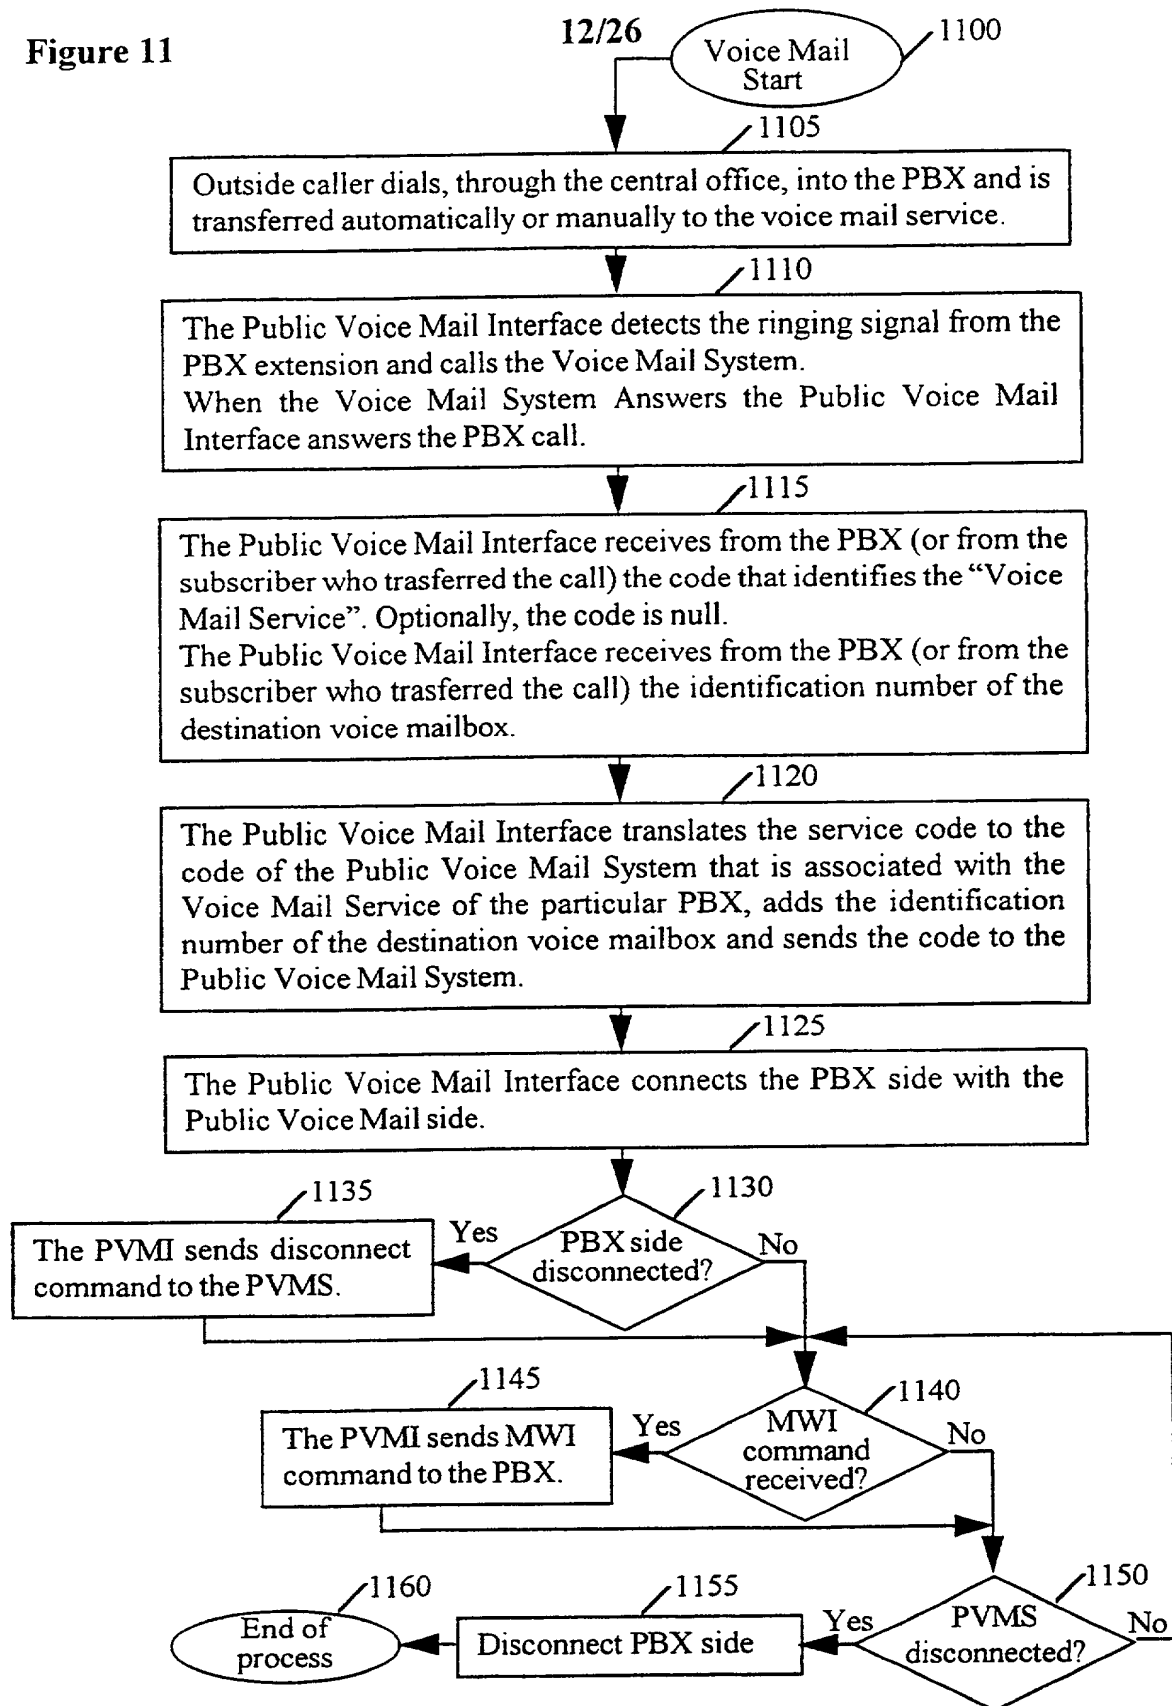 Figure 11
12/26
1100
Voice Mail
Start
1105
Outside caller dials, through the central office, into the PBX and is
transferred automatically or manually to the voice mail service.
1110
The Public Voice Mail Interface detects the ringing signal from the
PBX extension and calls the Voice Mail System.
When the Voice Mail System Answers the Public Voice Mail
Interface answers the PBX call.
1115
The Public Voice Mail Interface receives from the PBX (or from the
subscriber who trasferred the call) the code that identifies the “Voice
Mail Service”. Optionally, the code is null.
The Public Voice Mail Interface receives from the PBX (or from the
subscriber who trasferred the call) the identification number of the
destination voice mailbox.
1120
The Public Voice Mail Interface translates the service code to the
code of the Public Voice Mail System that is associated with the
Voice Mail Service of the particular PBX, adds the identification
number of the destination voice mailbox and sends the code to the
Public Voice Mail System.
1125
The Public Voice Mail Interface connects the PBX side with the
Public Voice Mail side.
1135
1130
The PVMI sends disconnect
command to the PVMS.
Yes
PBX side
disconnected?
No
1145
1140
The PVMI sends MWI
command to the PBX.
Yes
MWI
command
received?
No
1160
1155
1150
End of
process
Disconnect PBX side
Yes
PVMS
disconnected?
No